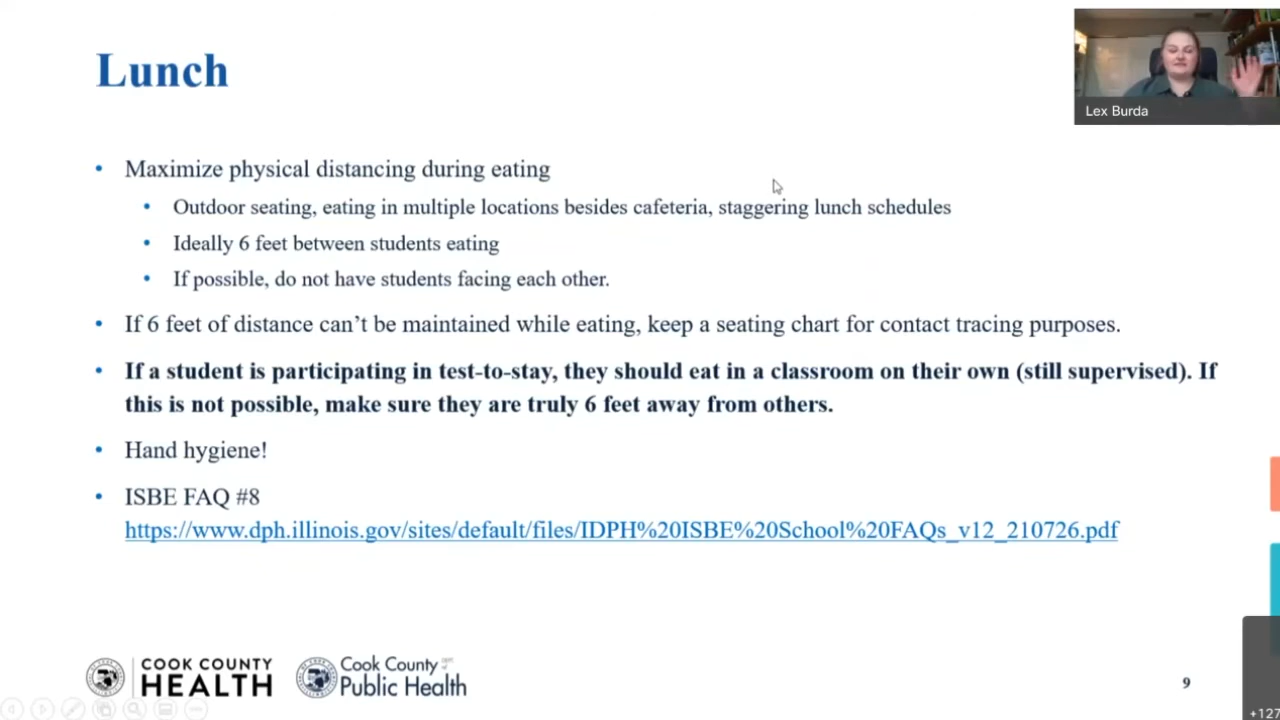 Lunch
Lex Burda
• Maximize physical distancing during eating
• Outdoor seating, eating in multiple locations besides cafeteria, staggering lunch schedules
• Ideally 6 feet between students eating
• If possible, do not have students facing each other.
• If 6 feet of distance can’t be maintained while eating, keep a seating chart for contact tracing purposes.
• If a student is participating in test-to-stay, they should eat in a classroom on their own (still supervised). If
this is not possible, make sure they are truly 6 feet away from others.
• Hand hygiene!
• ISBE FAQ #8
https://www.dph.illinois.gov/sites/default/files/IDPH%20ISBE%20School%20FAQs_v12_210726.pdf
COOK COUNTY
HEALTH
Cook County
Public Health
9
+127